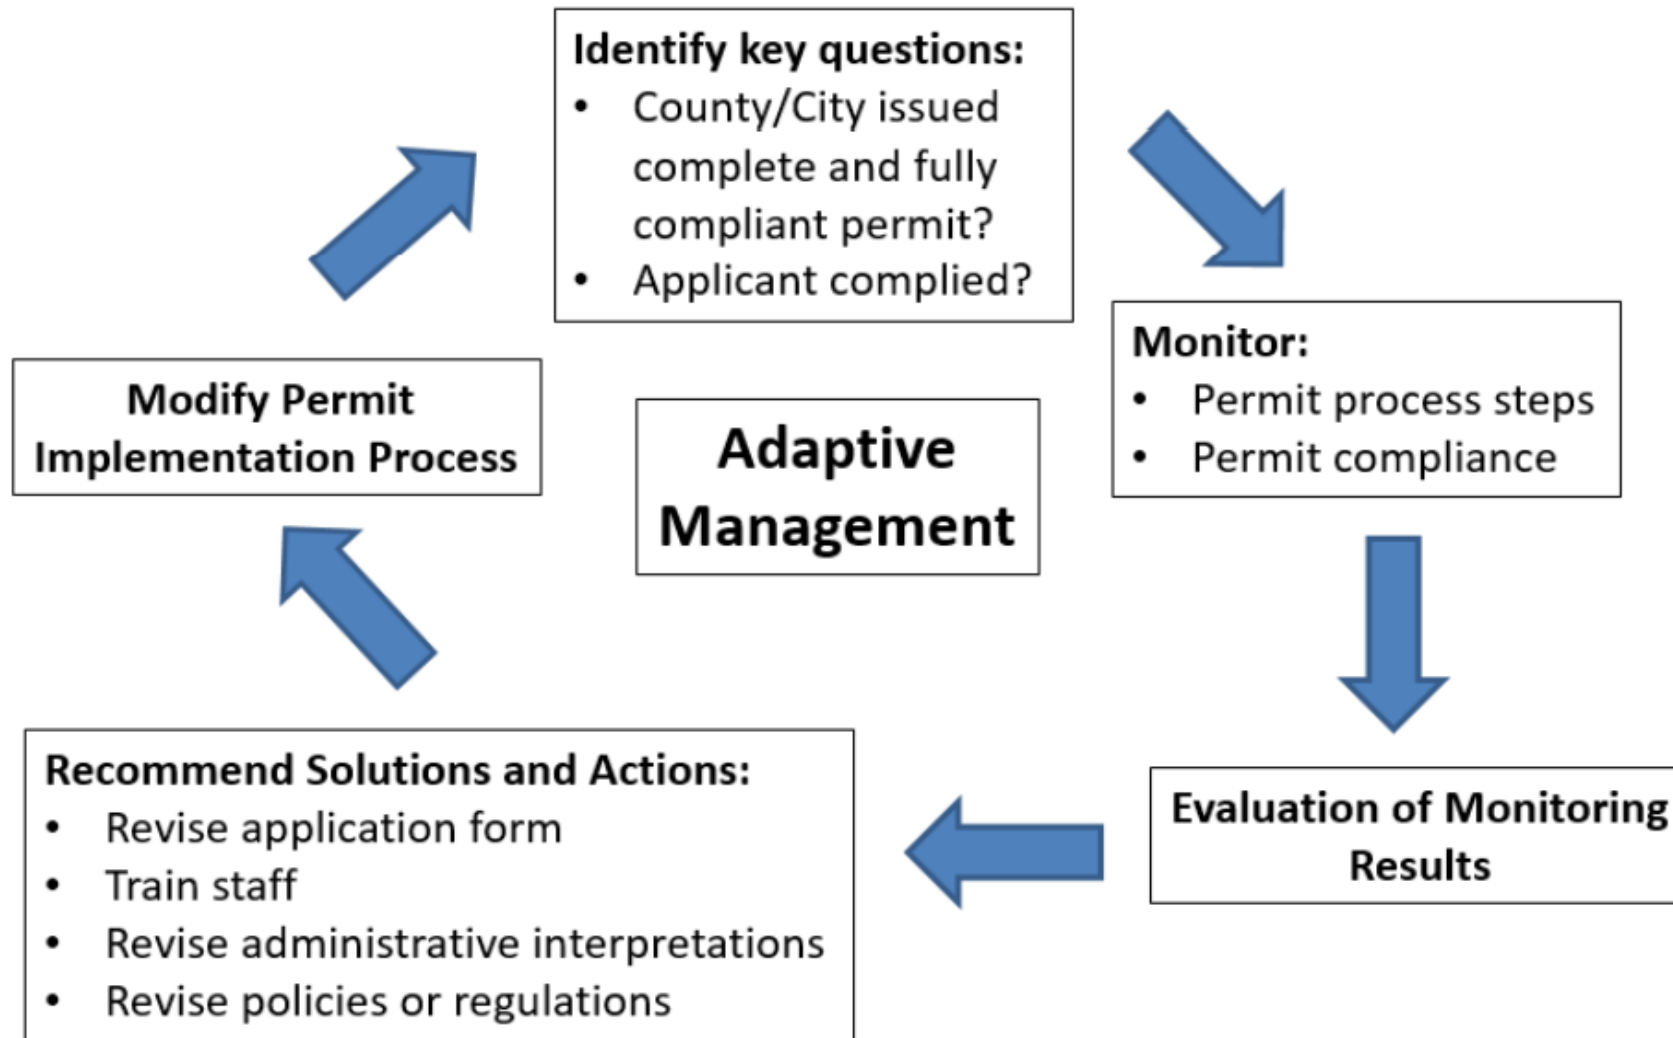 Identify key questions:
• County/City issued
complete and fully
compliant permit?
• Applicant complied?
Monitor:
• Permit process steps
• Permit compliance
Evaluation of Monitoring
Results
Recommend Solutions and Actions:
• Revise application form
• Train staff
• Revise administrative interpretations
• Revise policies or regulations
Modify Permit
Implementation Process
Adaptive
Management